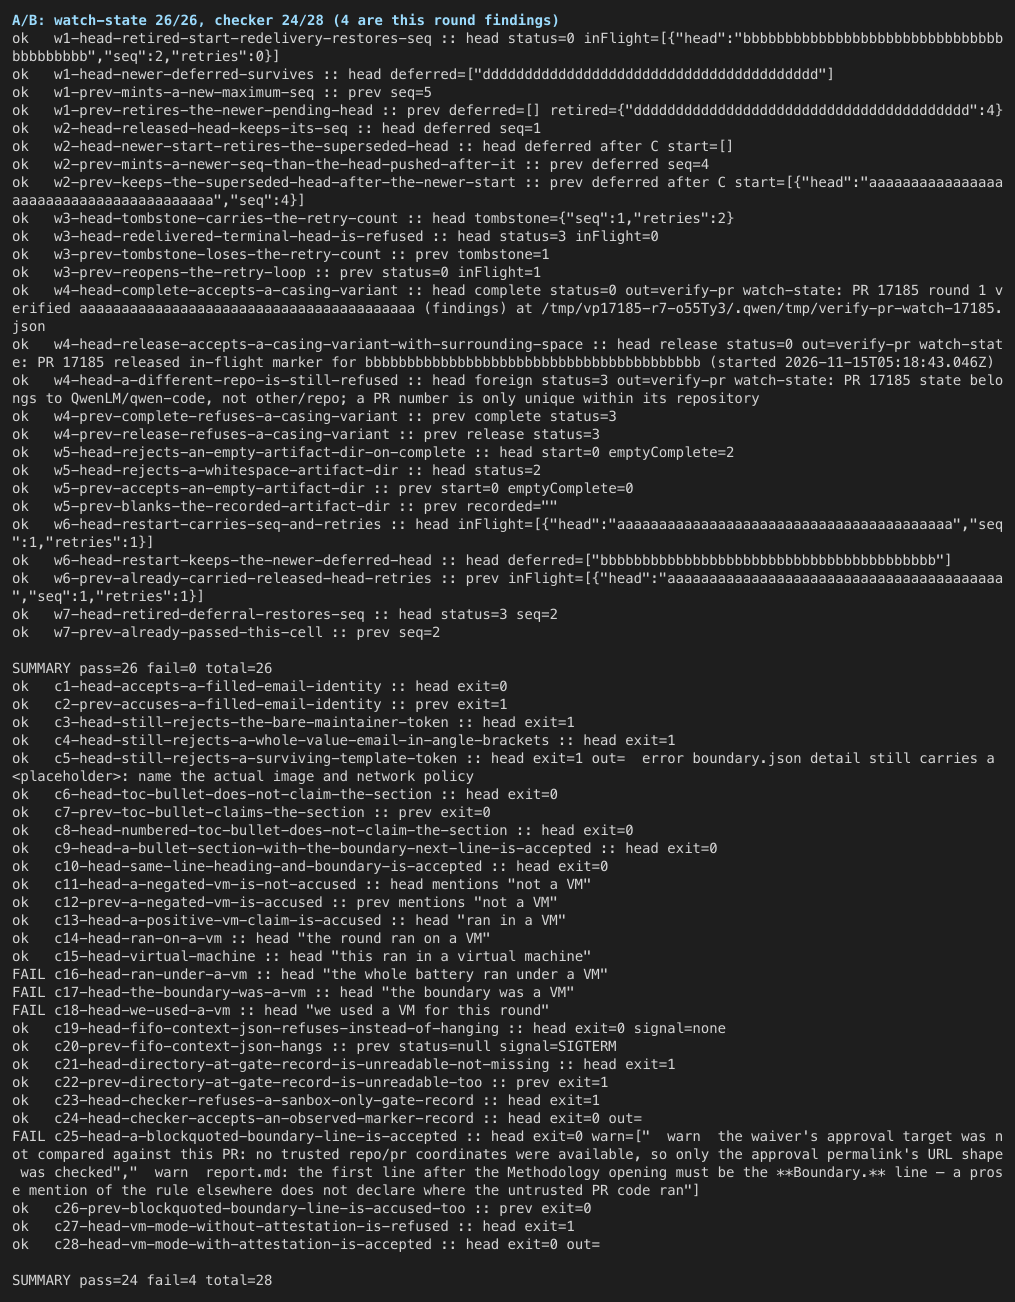 A/B: watch-state 26/26, checker 24/28 (4 are this round findings)
ok   w1-head-retired-start-redelivery-restores-seq :: head status=0 inFlight=[{"head":"bbbbbbbbbbbbbbbbbbbbbbbbbbbbbbb
bbbbbbbbb","seq":2,"retries":0}]
ok   w1-head-newer-deferred-survives :: head deferred=["dddddddddddddddddddddddddddddddddddddddd"]
ok   w1-prev-mints-a-new-maximum-seq :: prev seq=5
ok   w1-prev-retires-the-newer-pending-head :: prev deferred=[] retired={"dddddddddddddddddddddddddddddddddddddddd":4}
ok   w2-head-released-head-keeps-its-seq :: head deferred seq=1
ok   w2-head-newer-start-retires-the-superseded-head :: head deferred after C start=[]
ok   w2-prev-mints-a-newer-seq-than-the-head-pushed-after-it :: prev deferred seq=4
ok   w2-prev-keeps-the-superseded-head-after-the-newer-start :: prev deferred after C start=[{"head":"aaaaaaaaaaaaaaaa
aaaaaaaaaaaaaaaaaaaaaaaa","seq":4}]
ok   w3-head-tombstone-carries-the-retry-count :: head tombstone={"seq":1,"retries":2}
ok   w3-head-redelivered-terminal-head-is-refused :: head status=3 inFlight=0
ok   w3-prev-tombstone-loses-the-retry-count :: prev tombstone=1
ok   w3-prev-reopens-the-retry-loop :: prev status=0 inFlight=1
ok   w4-head-complete-accepts-a-casing-variant :: head complete status=0 out=verify-pr watch-state: PR 17185 round 1 v
erified aaaaaaaaaaaaaaaaaaaaaaaaaaaaaaaaaaaaaaaa (findings) at /tmp/vp17185-r7-o55Ty3/.qwen/tmp/verify-pr-watch-17185.
json
ok   w4-head-release-accepts-a-casing-variant-with-surrounding-space :: head release status=0 out=verify-pr watch-stat
e: PR 17185 released in-flight marker for bbbbbbbbbbbbbbbbbbbbbbbbbbbbbbbbbbbbbbbb (started 2026-11-15T05:18:43.046Z)
ok   w4-head-a-different-repo-is-still-refused :: head foreign status=3 out=verify-pr watch-state: PR 17185 state belo
ngs to QwenLM/qwen-code, not other/repo; a PR number is only unique within its repository
ok   w4-prev-complete-refuses-a-casing-variant :: prev complete status=3
ok   w4-prev-release-refuses-a-casing-variant :: prev release status=3
ok   w5-head-rejects-an-empty-artifact-dir-on-complete :: head start=0 emptyComplete=2
ok   w5-head-rejects-a-whitespace-artifact-dir :: head status=2
ok   w5-prev-accepts-an-empty-artifact-dir :: prev start=0 emptyComplete=0
ok   w5-prev-blanks-the-recorded-artifact-dir :: prev recorded=""
ok   w6-head-restart-carries-seq-and-retries :: head inFlight=[{"head":"aaaaaaaaaaaaaaaaaaaaaaaaaaaaaaaaaaaaaaaa","seq
":1,"retries":1}]
ok   w6-head-restart-keeps-the-newer-deferred-head :: head deferred=["bbbbbbbbbbbbbbbbbbbbbbbbbbbbbbbbbbbbbbbb"]
ok   w6-prev-already-carried-released-head-retries :: prev inFlight=[{"head":"aaaaaaaaaaaaaaaaaaaaaaaaaaaaaaaaaaaaaaaa
","seq":1,"retries":1}]
ok   w7-head-retired-deferral-restores-seq :: head status=3 seq=2
ok   w7-prev-already-passed-this-cell :: prev seq=2

SUMMARY pass=26 fail=0 total=26
ok   c1-head-accepts-a-filled-email-identity :: head exit=0
ok   c2-prev-accuses-a-filled-email-identity :: prev exit=1
ok   c3-head-still-rejects-the-bare-maintainer-token :: head exit=1
ok   c4-head-still-rejects-a-whole-value-email-in-angle-brackets :: head exit=1
ok   c5-head-still-rejects-a-surviving-template-token :: head exit=1 out=  error boundary.json detail still carries a
<placeholder>: name the actual image and network policy
ok   c6-head-toc-bullet-does-not-claim-the-section :: head exit=0
ok   c7-prev-toc-bullet-claims-the-section :: prev exit=0
ok   c8-head-numbered-toc-bullet-does-not-claim-the-section :: head exit=0
ok   c9-head-a-bullet-section-with-the-boundary-next-line-is-accepted :: head exit=0
ok   c10-head-same-line-heading-and-boundary-is-accepted :: head exit=0
ok   c11-head-a-negated-vm-is-not-accused :: head mentions "not a VM"
ok   c12-prev-a-negated-vm-is-accused :: prev mentions "not a VM"
ok   c13-head-a-positive-vm-claim-is-accused :: head "ran in a VM"
ok   c14-head-ran-on-a-vm :: head "the round ran on a VM"
ok   c15-head-virtual-machine :: head "this ran in a virtual machine"
FAIL c16-head-ran-under-a-vm :: head "the whole battery ran under a VM"
FAIL c17-head-the-boundary-was-a-vm :: head "the boundary was a VM"
FAIL c18-head-we-used-a-vm :: head "we used a VM for this round"
ok   c19-head-fifo-context-json-refuses-instead-of-hanging :: head exit=0 signal=none
ok   c20-prev-fifo-context-json-hangs :: prev status=null signal=SIGTERM
ok   c21-head-directory-at-gate-record-is-unreadable-not-missing :: head exit=1
ok   c22-prev-directory-at-gate-record-is-unreadable-too :: prev exit=1
ok   c23-head-checker-refuses-a-sanbox-only-gate-record :: head exit=1
ok   c24-head-checker-accepts-an-observed-marker-record :: head exit=0 out=
FAIL c25-head-a-blockquoted-boundary-line-is-accepted :: head exit=0 warn=["  warn  the waiver's approval target was n
ot compared against this PR: no trusted repo/pr coordinates were available, so only the approval permalink's URL shape
 was checked","  warn  report.md: the first line after the Methodology opening must be the **Boundary.** line — a pros
e mention of the rule elsewhere does not declare where the untrusted PR code ran"]
ok   c26-prev-blockquoted-boundary-line-is-accused-too :: prev exit=0
ok   c27-head-vm-mode-without-attestation-is-refused :: head exit=1
ok   c28-head-vm-mode-with-attestation-is-accepted :: head exit=0 out=

SUMMARY pass=24 fail=4 total=28